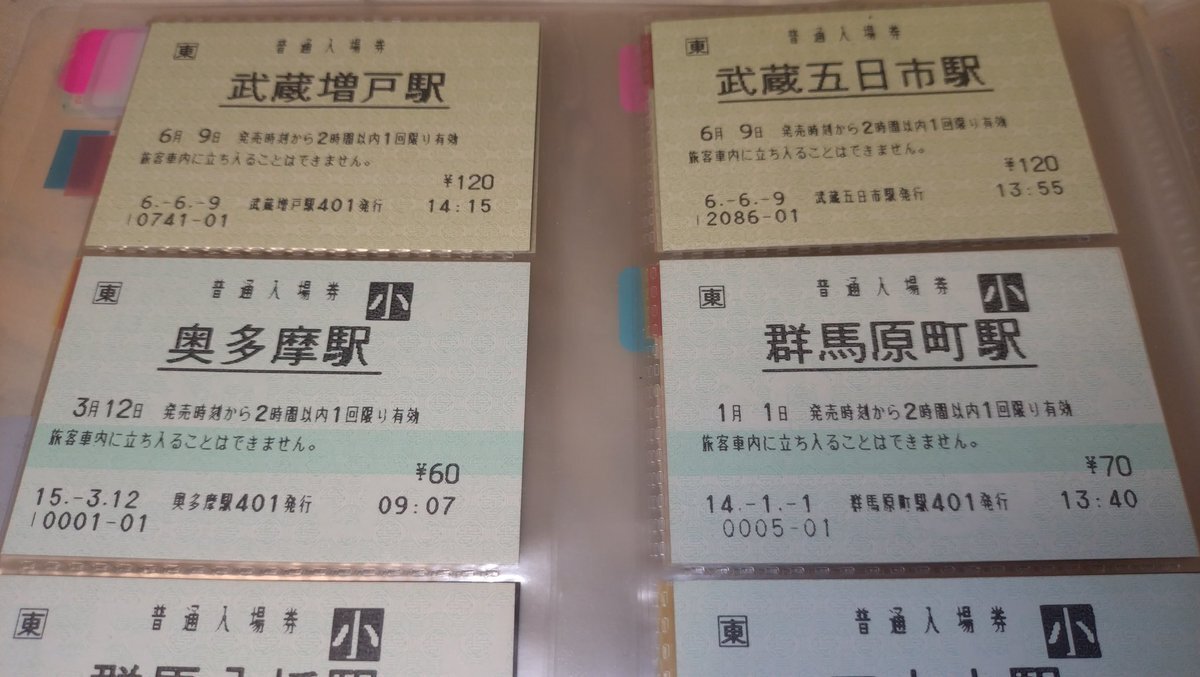 東 普通入場券
武蔵増戸駅
6月 9日 発売時刻から2時間以内1回限り有効
旅客車内に立ち入ることはできません。
¥120
6.-6.-9 武蔵増戸駅401発行 14:15
0741-01
東 普通入場券
武蔵五日市駅
6月 9日 発売時刻から2時間以内1回限り有効
旅客車内に立ち入ることはできません。
¥120
6.-6.-9 武蔵五日市駅発行 13:55
2086-01
東 普通入場券 小
奥多摩駅
3月12日 発売時刻から2時間以内1回限り有効
旅客車内に立ち入ることはできません。
¥60
15.-3.12 奥多摩駅401発行 09:07
0001-01
東 普通入場券 小
群馬原町駅
1月 1日 発売時刻から2時間以内1回限り有効
旅客車内に立ち入ることはできません。
¥70
14.-1.-1 群馬原町駅401発行 13:40
0005-01
東 普通入場券 小
東 普通入場券 小